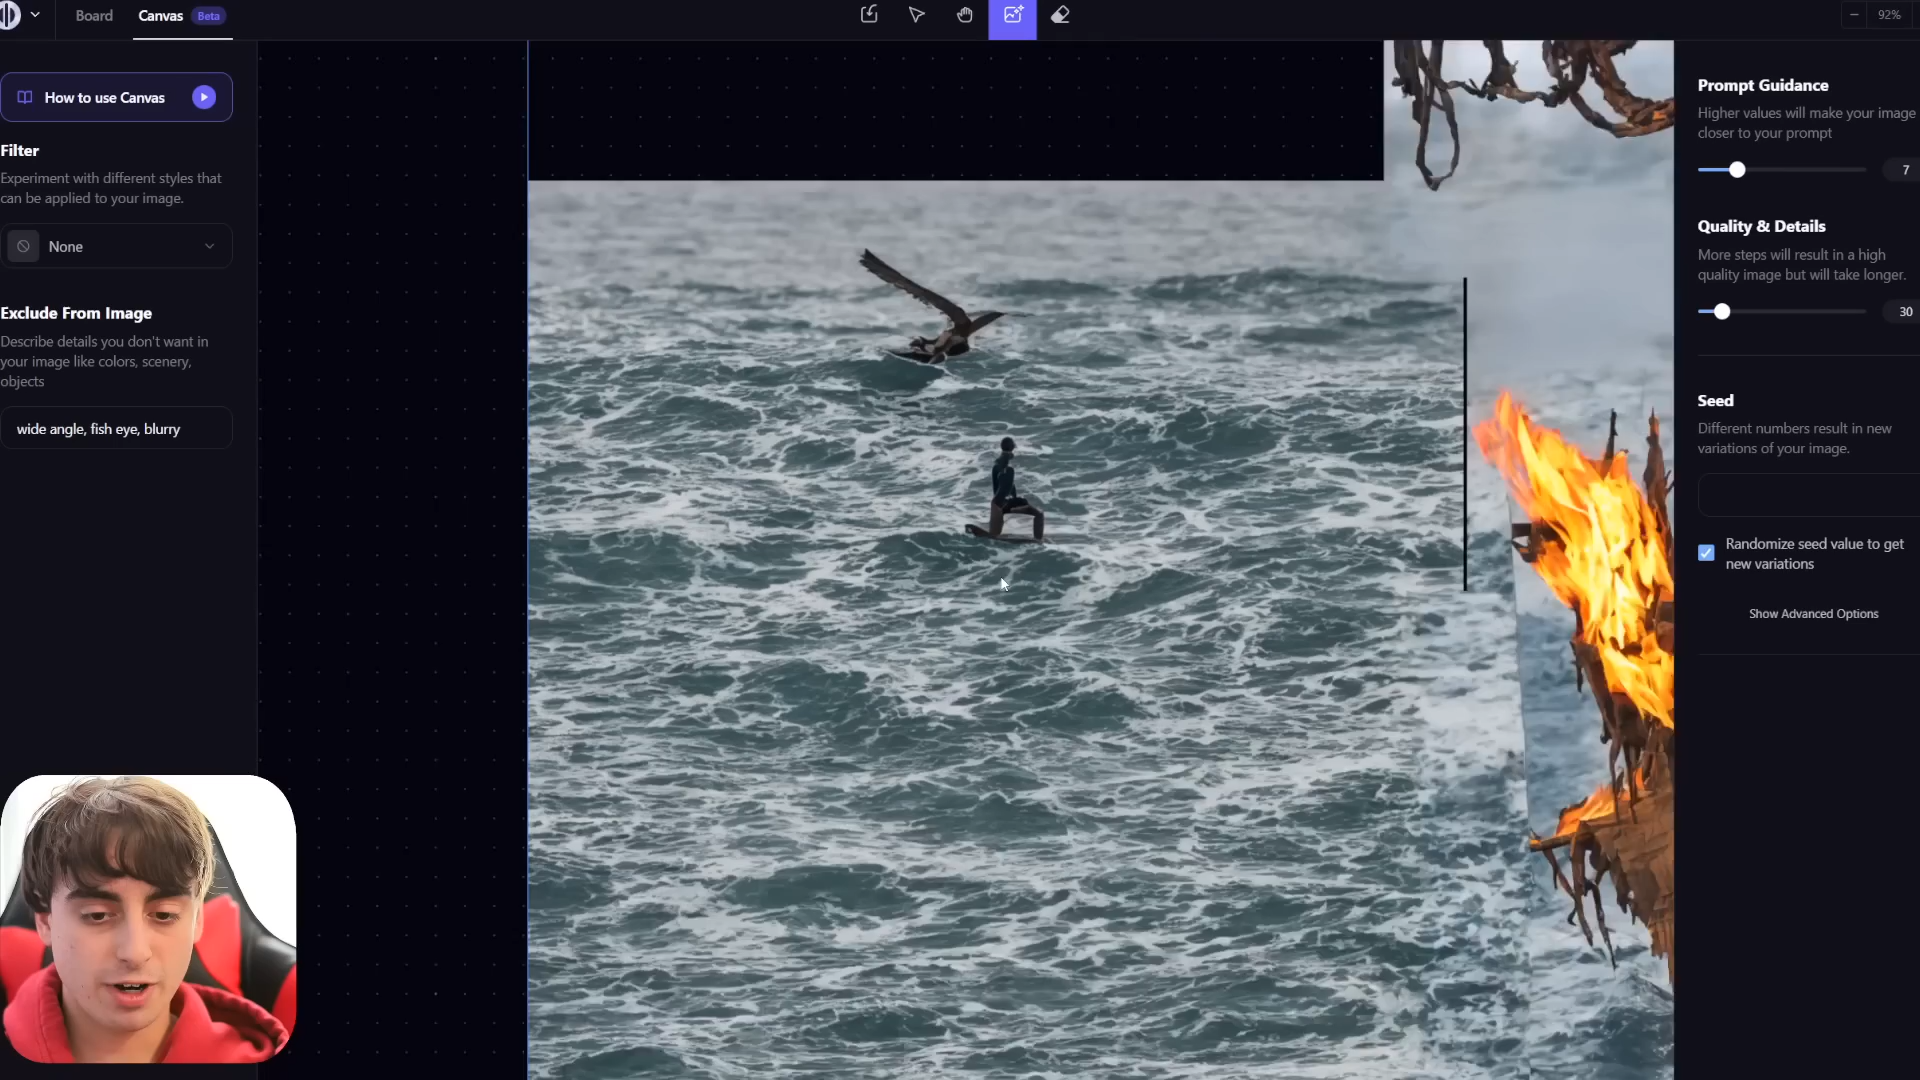 Board
Canvas
Beta
92%
How to use Canvas
Filter
Experiment with different styles that
can be applied to your image.
None
Exclude From Image
Describe details you don't want in
your image like colors, scenery,
objects
wide angle, fish eye, blurry
Prompt Guidance
Higher values will make your image
closer to your prompt
7
Quality & Details
More steps will result in a high
quality image but will take longer.
30
Seed
Different numbers result in new
variations of your image.
Randomize seed value to get
new variations
Show Advanced Options